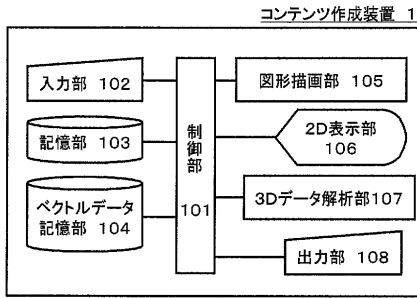 コンテンツ作成装置 1
入力部 102
記憶部 103
ベクトルデータ
記憶部 104
制御部
101
図形描画部 105
2D表示部
106
3Dデータ解析部107
出力部 108